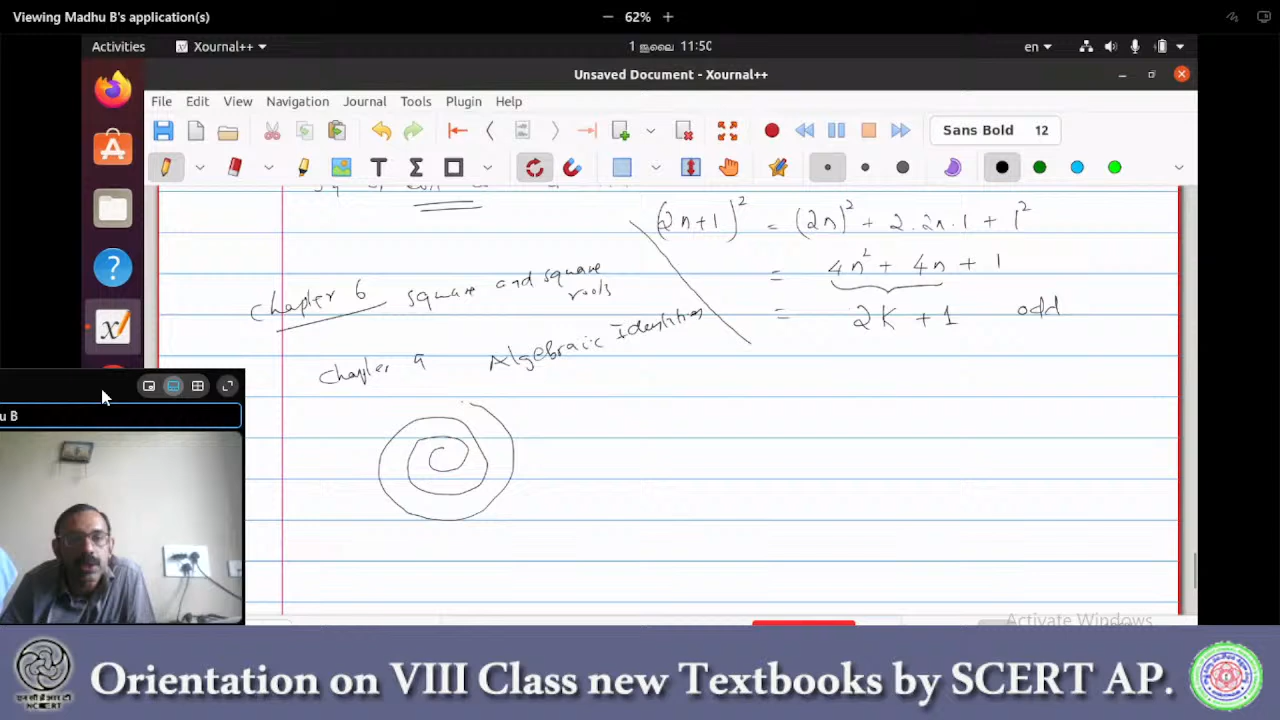 Viewing Madhu B's application(s)
62%
Activities
Xournal++
1 ജൂലൈ 11:50
en
Unsaved Document - Xournal++
File Edit View Navigation Journal Tools Plugin Help
Sans Bold 12
(2n+1)² = (2n)² + 2.2n.1 + 1²
= 4n² + 4n + 1
= 2K + 1 odd
Chapter 6 square and square roots
Chapter 9 Algebraic Identities
u B
Activate Windows
एन सी ई आर टी
NCERT
Orientation on VIII Class new Textbooks by SCERT AP.